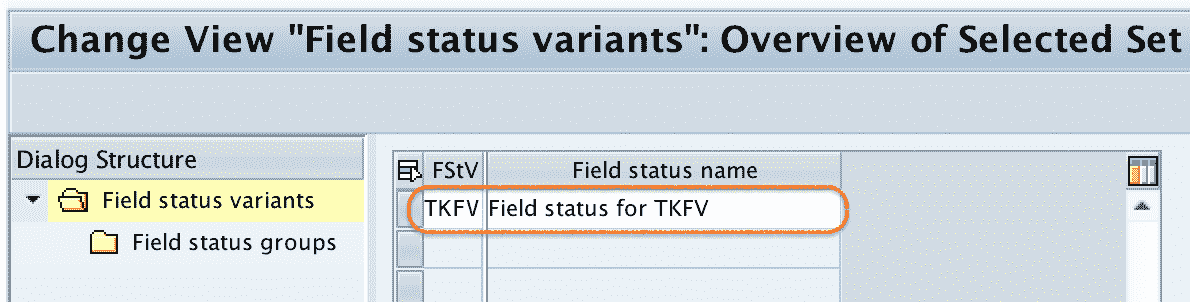 Change View "Field status variants": Overview of Selected Set
Dialog Structure
Field status variants
Field status groups
FStV Field status name
TKFV Field status for TKFV